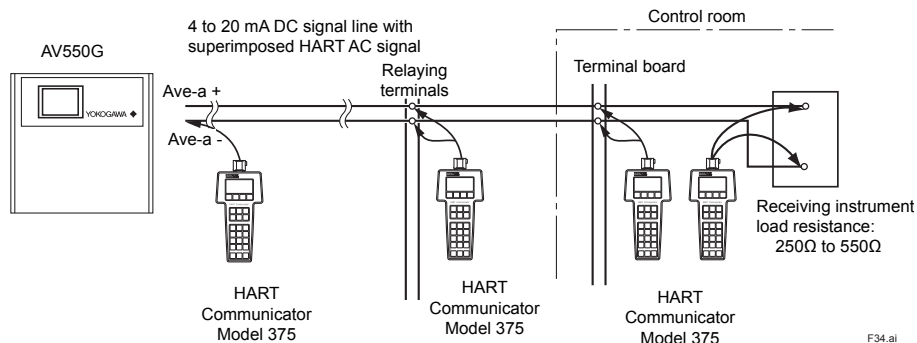 Control room
4 to 20 mA DC signal line with
superimposed HART AC signal
AV550G
Relaying
terminals
Terminal board
Ave-a +
YOKOGAWA
Ave-a -
Receiving instrument
load resistance:
250Ω to 550Ω
HART
Communicator
Model 375
HART
Communicator
Model 375
HART
Communicator
Model 375
F34.ai